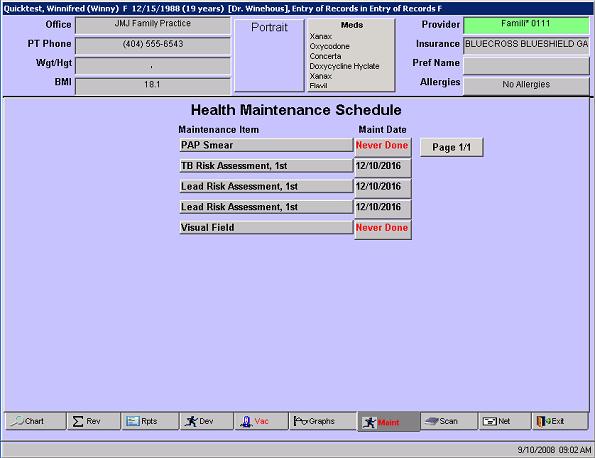 Quicktest, Winnifred (Winny) F 12/15/1988 (19 years) [Dr. Winehous], Entry of Records in Entry of Records F
Office JMJ Family Practice
PT Phone (404) 555-6543
Wgt/Hgt ,
BMI 18.1
Portrait
Meds
Xanax
Oxycodone
Concerta
Doxycycline Hyclate
Xanax
Elavil
Provider Famili* 0111
Insurance BLUECROSS BLUESHIELD GA
Pref Name
Allergies No Allergies
Health Maintenance Schedule
Maintenance Item Maint Date
PAP Smear Never Done Page 1/1
TB Risk Assessment, 1st 12/10/2016
Lead Risk Assessment, 1st 12/10/2016
Lead Risk Assessment, 1st 12/10/2016
Visual Field Never Done
Chart Rev Rpts Dev Vac Graphs Maint Scan Net Exit
9/10/2008 09:02 AM